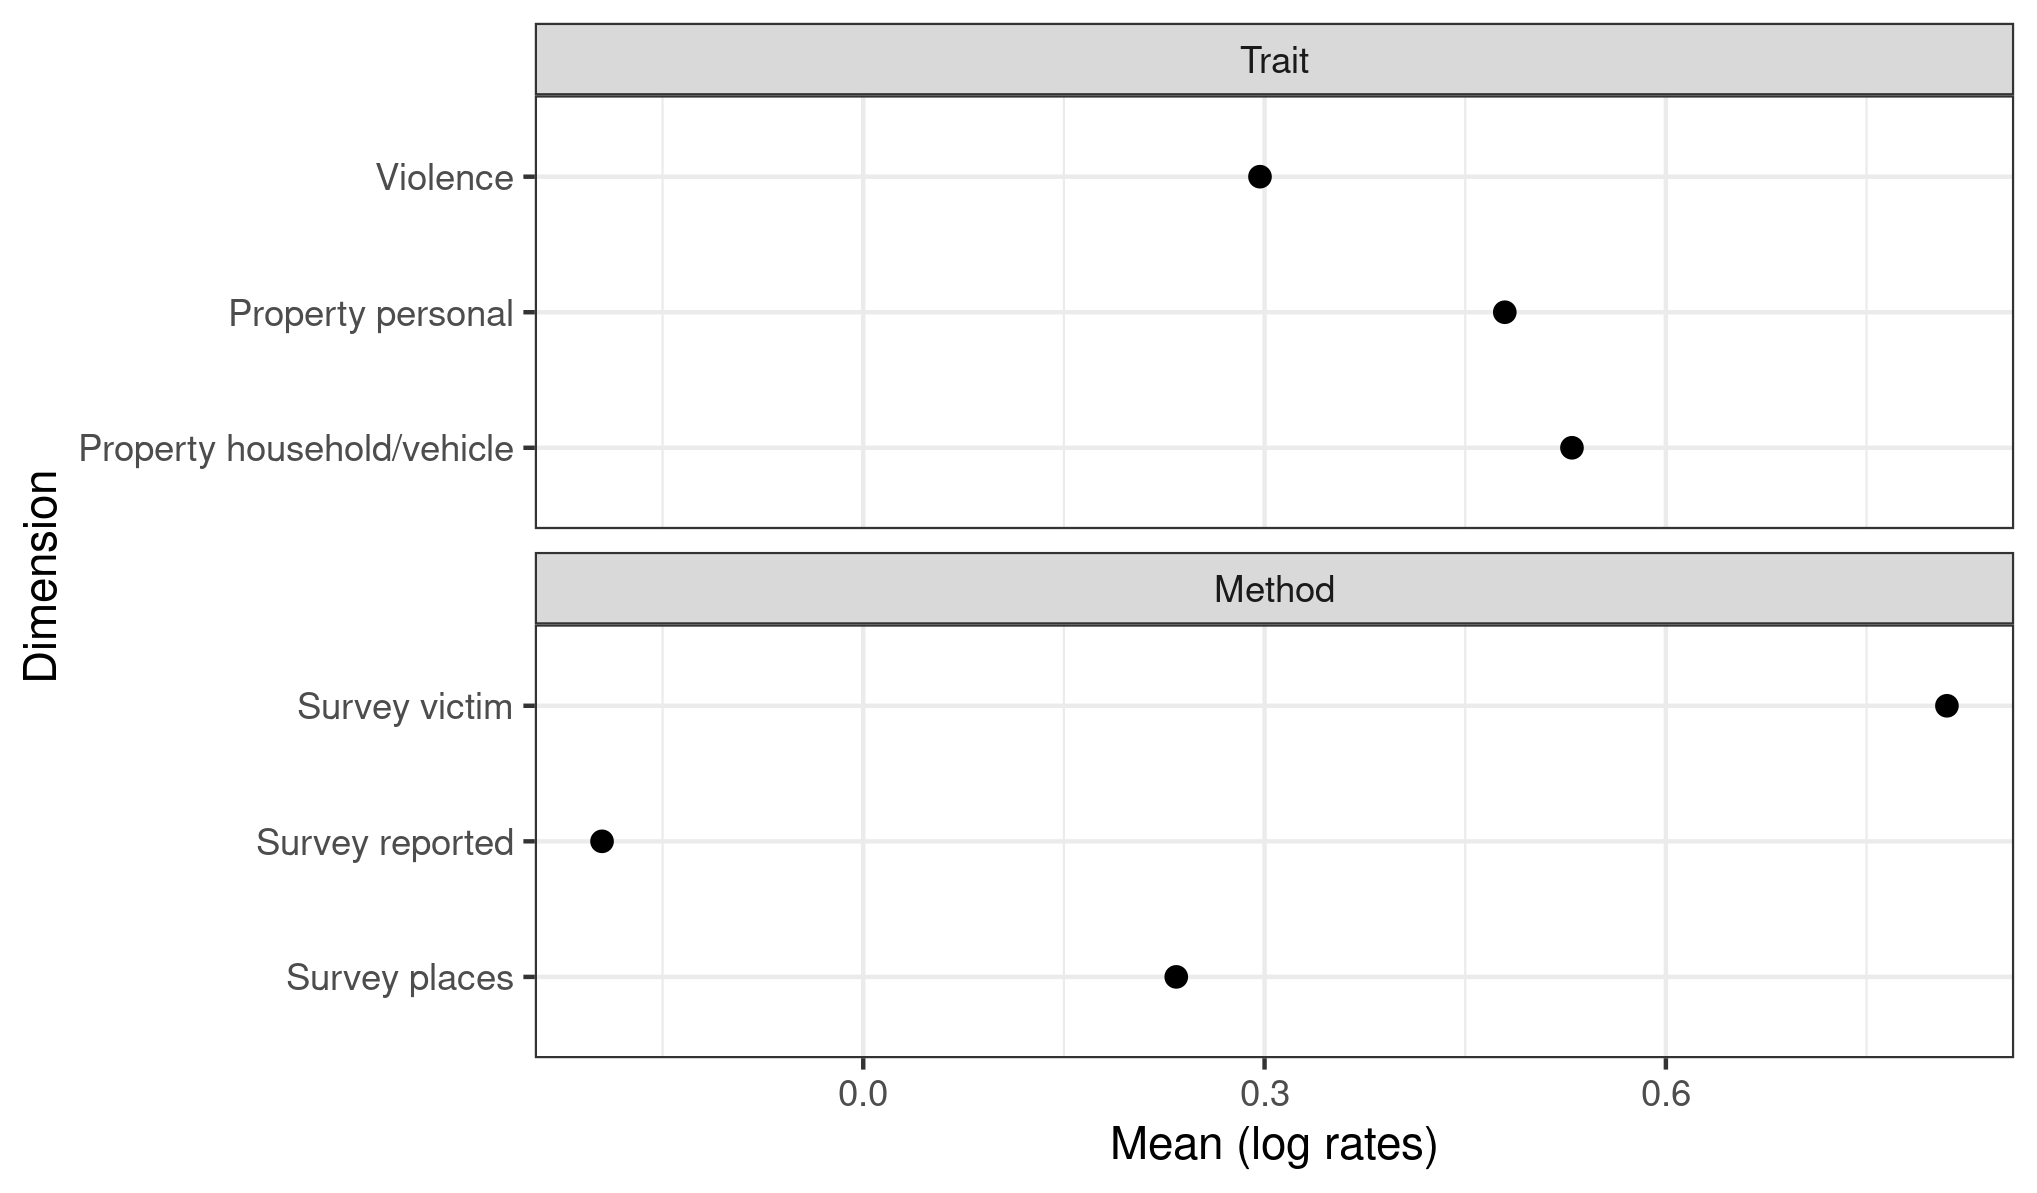 Trait
Violence
Property personal
Property household/vehicle
Dimension
Method
Survey victim
Survey reported
Survey places
0.0
0.3
0.6
Mean (log rates)